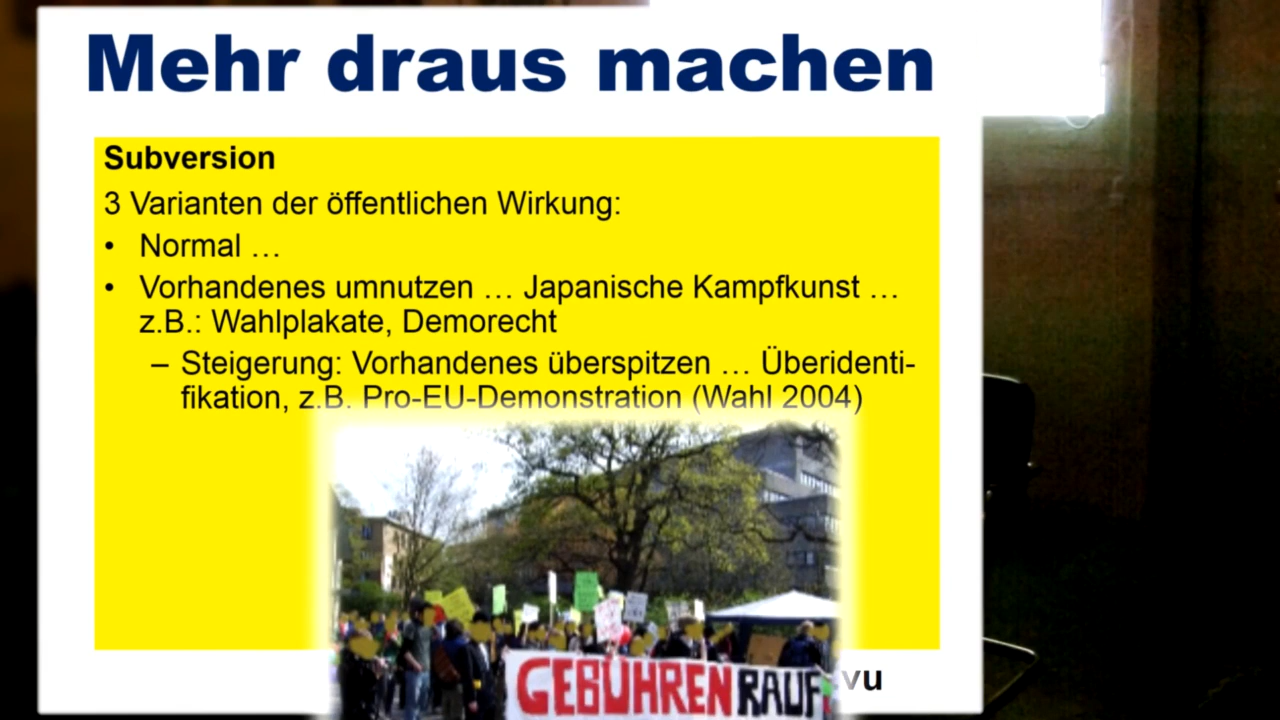 Mehr draus machen
Subversion
3 Varianten der öffentlichen Wirkung:
• Normal …
• Vorhandenes umnutzen … Japanische Kampfkunst …
z.B.: Wahlplakate, Demorecht
– Steigerung: Vorhandenes überspitzen … Überidenti-
fikation, z.B. Pro-EU-Demonstration (Wahl 2004)
GEBÜHREN RAUF
vu